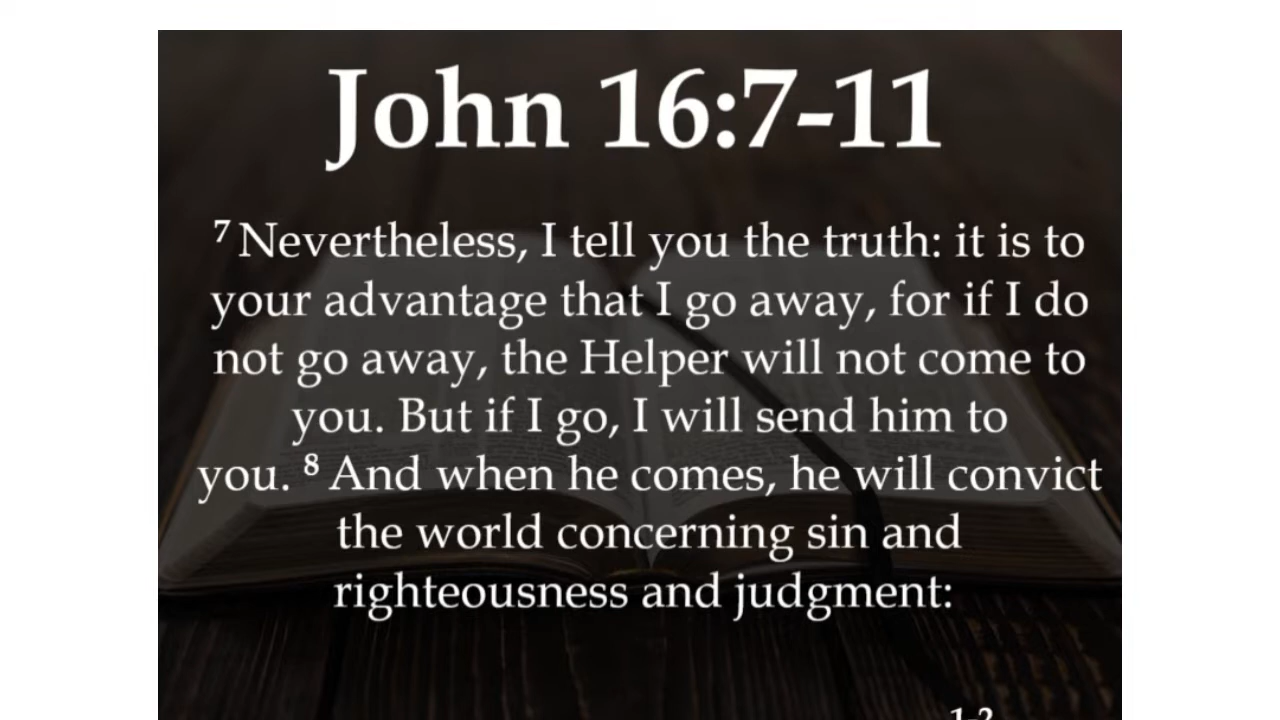 John 16:7-11
7 Nevertheless, I tell you the truth: it is to
your advantage that I go away, for if I do
not go away, the Helper will not come to
you. But if I go, I will send him to
you. 8 And when he comes, he will convict
the world concerning sin and
righteousness and judgment:
1-2